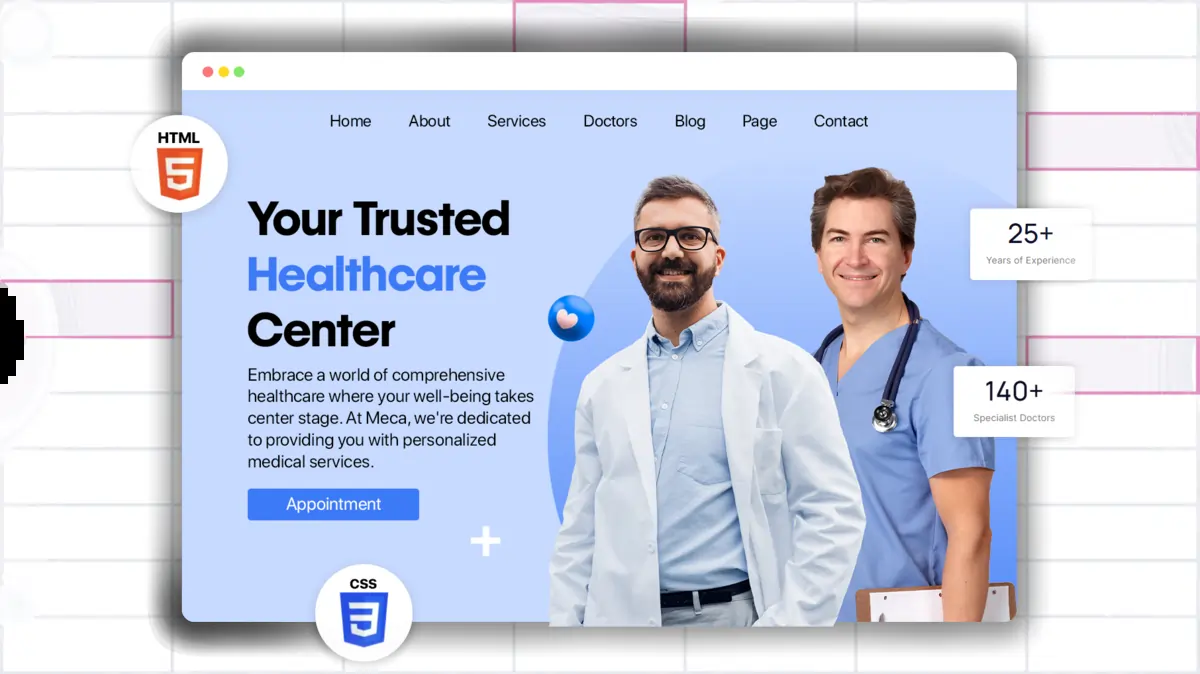 Home About Services Doctors Blog Page Contact
HTML
5
Your Trusted
Healthcare
Center
Embrace a world of comprehensive
healthcare where your well-being takes
center stage. At Meca, we're dedicated
to providing you with personalized
medical services.
Appointment
25+
Years of Experience
140+
Specialist Doctors
CSS
3